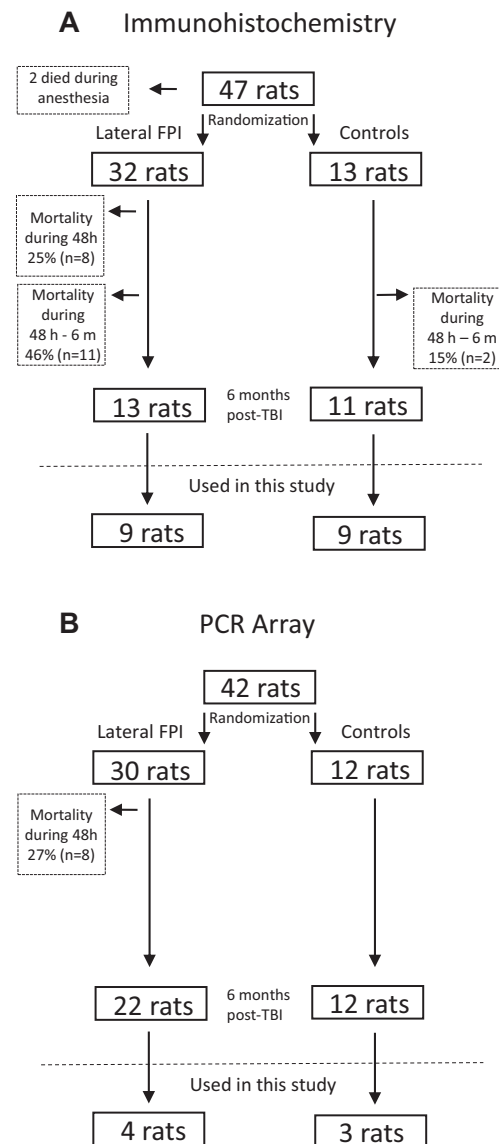 A Immunohistochemistry
2 died during
anesthesia
47 rats
Randomization
Lateral FPI
Controls
32 rats
13 rats
Mortality
during 48h
25% (n=8)
Mortality
during
48 h - 6 m
46% (n=11)
Mortality
during
48 h – 6 m
15% (n=2)
13 rats
6 months
post-TBI
11 rats
Used in this study
9 rats
9 rats
B PCR Array
42 rats
Randomization
Lateral FPI
Controls
30 rats
12 rats
Mortality
during 48h
27% (n=8)
22 rats
6 months
post-TBI
12 rats
Used in this study
4 rats
3 rats